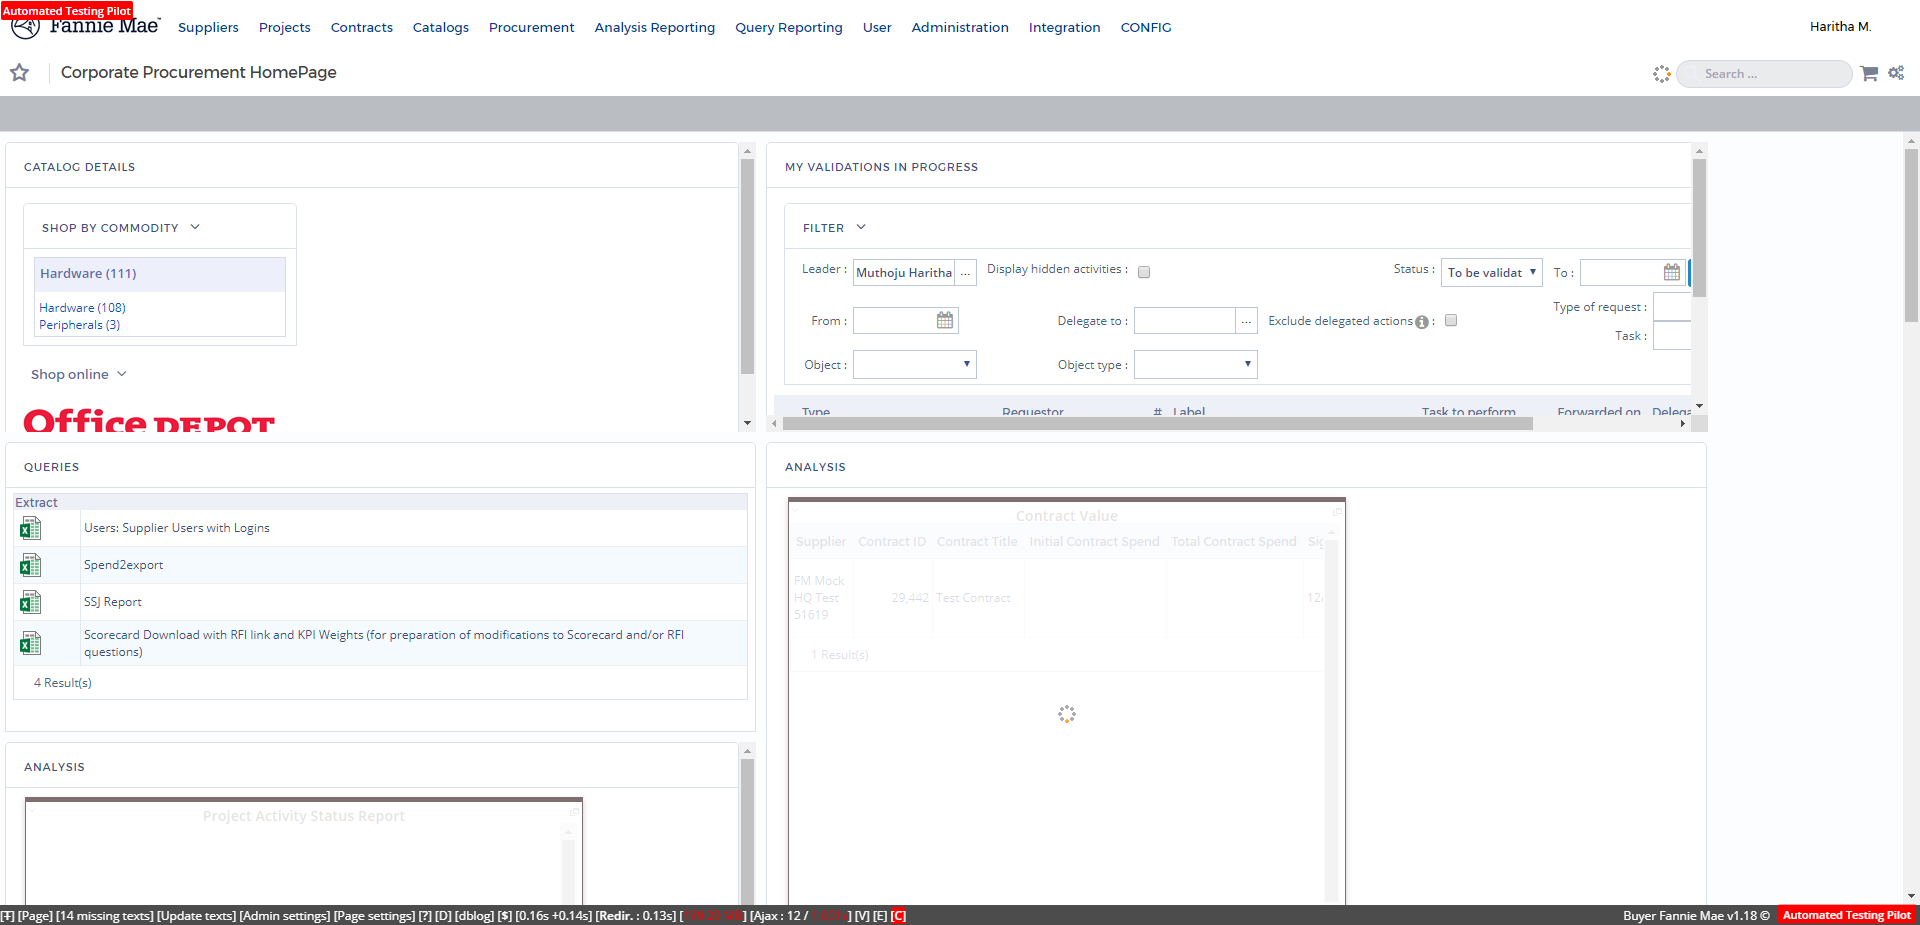 Automated Testing Pilot
Fannie Mae
Suppliers Projects Contracts Catalogs Procurement Analysis Reporting Query Reporting User Administration Integration CONFIG
Haritha M.
Corporate Procurement HomePage
Search ...
CATALOG DETAILS
SHOP BY COMMODITY
Hardware (111)
Hardware (108)
Peripherals (3)
Shop online
Office DEPOT
MY VALIDATIONS IN PROGRESS
FILTER
Leader : Muthoju Haritha ... Display hidden activities : Status : To be validat To :
From : Delegate to : ... Exclude delegated actions : Type of request :
Task :
Object : Object type :
Type Requestor # Label Task to perform Forwarded on Delega
QUERIES
Extract
Users: Supplier Users with Logins
Spend2export
SSJ Report
Scorecard Download with RFI link and KPI Weights (for preparation of modifications to Scorecard and/or RFI
questions)
4 Result(s)
ANALYSIS
Contract Value
Supplier Contract ID Contract Title Initial Contract Spend Total Contract Spend Sig
FM Mock
HQ Test 29,442 Test Contract 12/
51619
1 Result(s)
ANALYSIS
Project Activity Status Report
[T] [Page] [14 missing texts] [Update texts] [Admin settings] [Page settings] [?] [D] [dblog] [$] [0.16s +0.14s] [Redir. : 0.13s] [Ajax : 12 / ] [V] [E] [C]
Buyer Fannie Mae v1.18 © Automated Testing Pilot